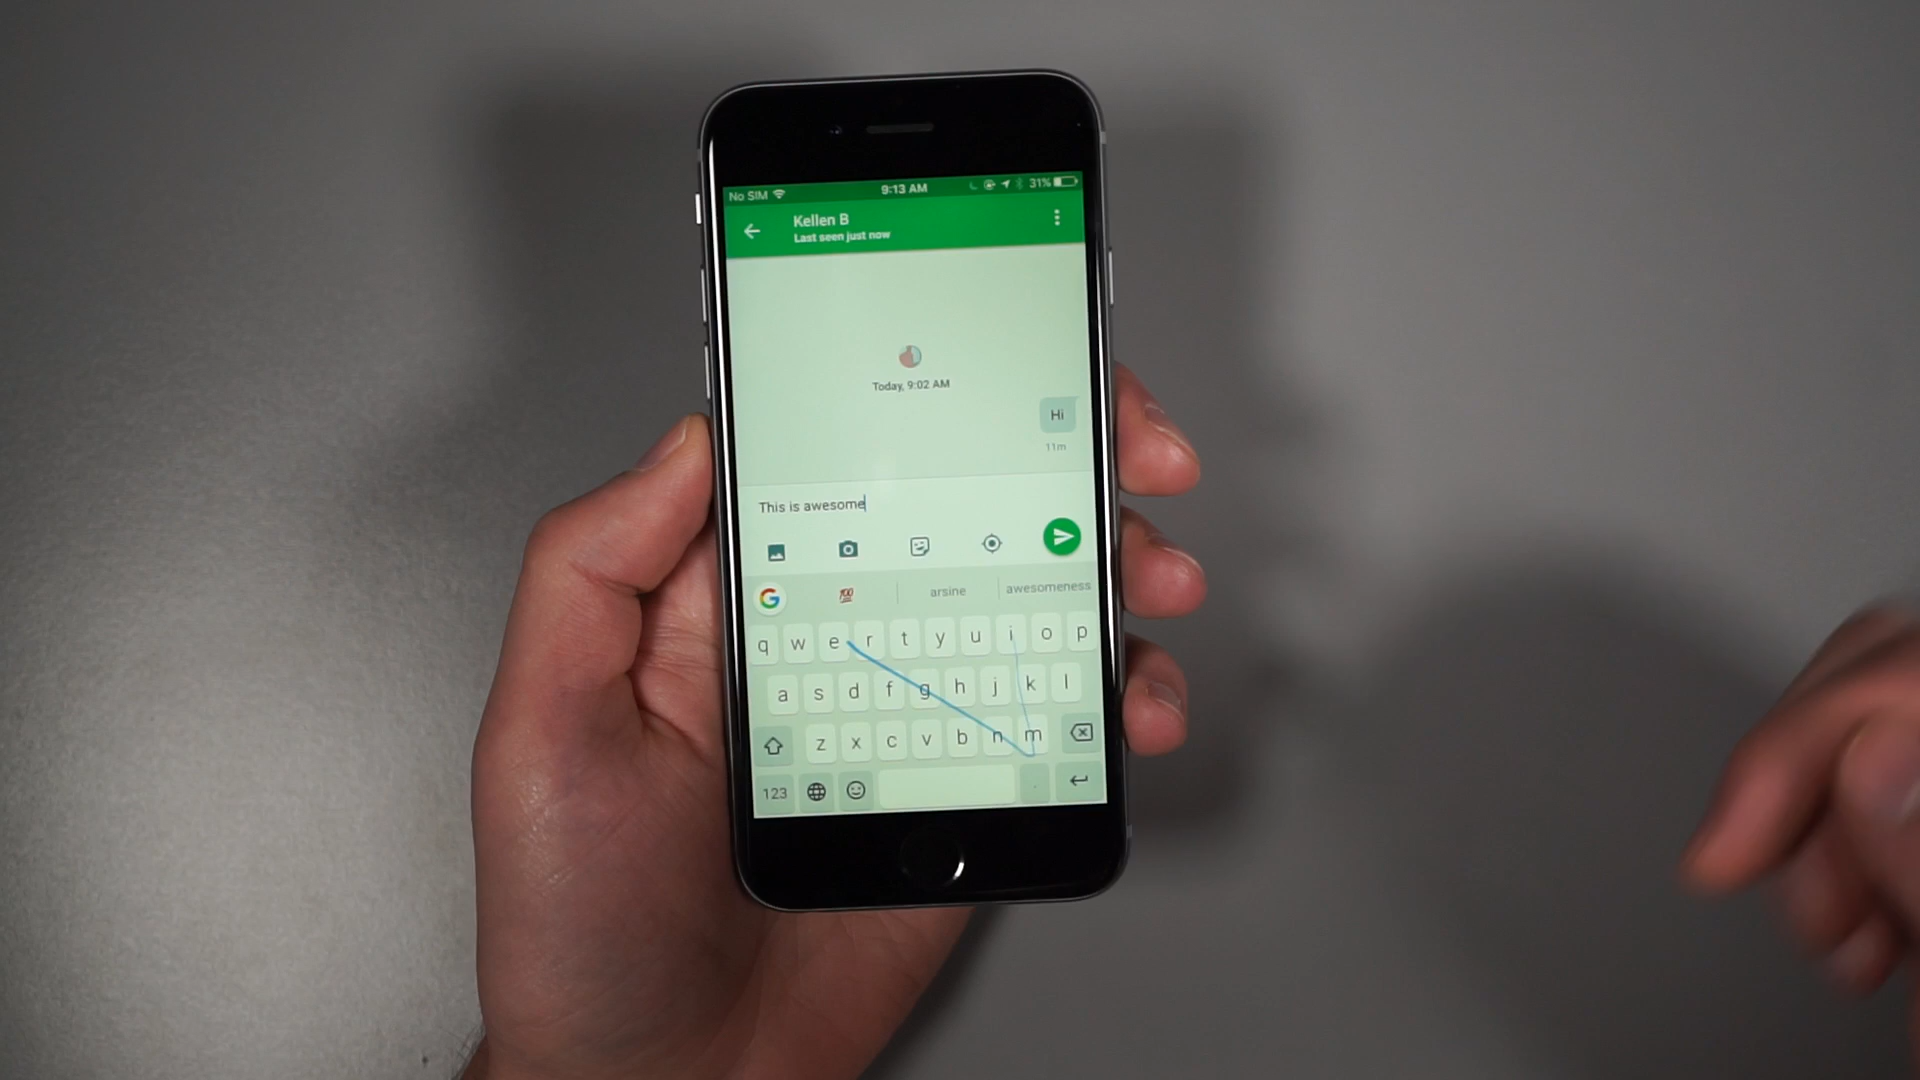 No SIM 9:13 AM 31%
Kellen B
Last seen just now
Today, 9:02 AM
Hi
11m
This is awesome
G 💯 arsine awesomeness
q w e r t y u i o p
a s d f g h j k l
z x c v b n m
123 .